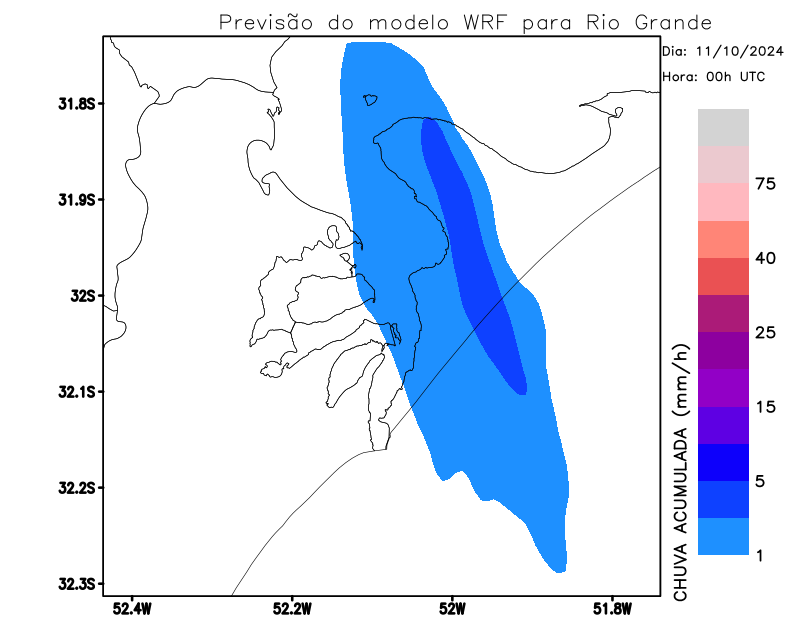 Previsão do modelo WRF para Rio Grande
Dia: 11/10/2024
Hora: 00h UTC
31.8S
31.9S
32S
32.1S
32.2S
32.3S
52.4W
52.2W
52W
51.8W
75
40
25
15
5
1
CHUVA ACUMULADA (mm/h)